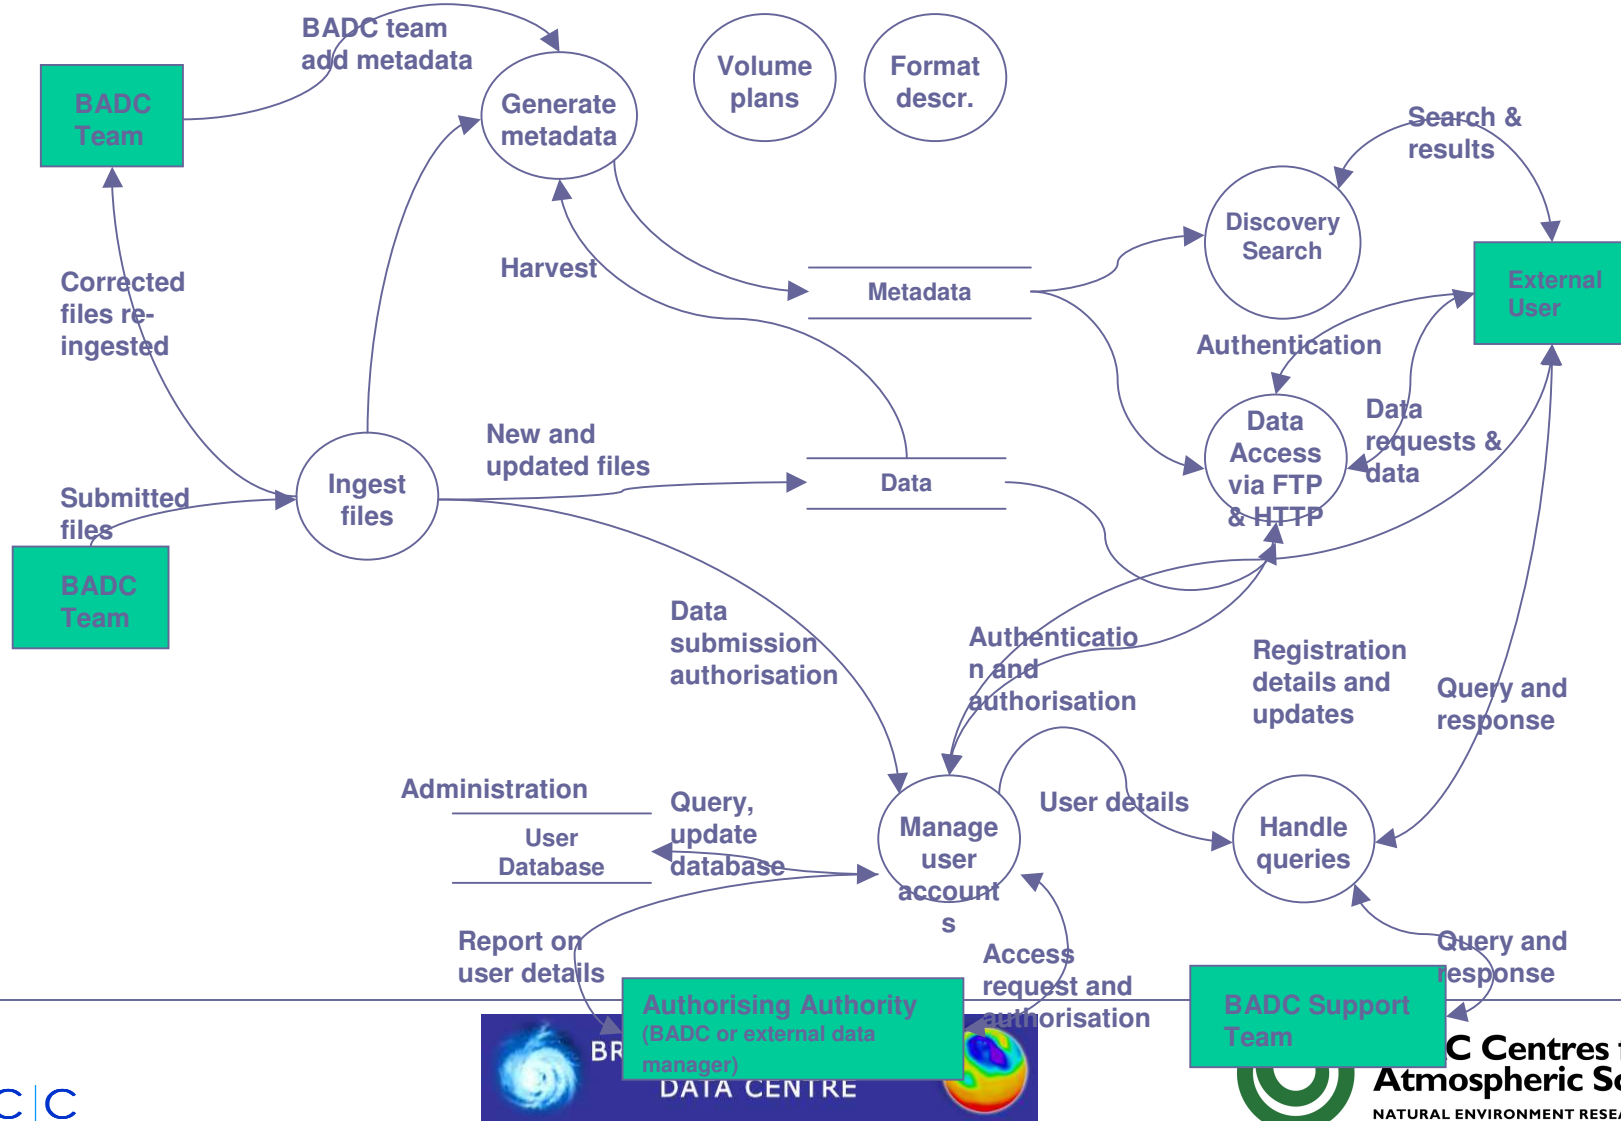 BADC team
add metadata
BADC
Team
Generate
metadata
Volume
plans
Format
descr.
Search &
results
Discovery
Search
External
User
Corrected
files re-
ingested
Harvest
Metadata
Authentication
Data
Access
via FTP
& HTTP
Data
requests &
data
New and
updated files
Data
Ingest
files
Submitted
files
BADC
Team
Data
submission
authorisation
Authenticatio
n and
authorisation
Registration
details and
updates
Query and
response
Administration
User
Database
Query,
update
database
Manage
user
account
s
User details
Handle
queries
Report on
user details
Access
request and
authorisation
Query and
response
Authorising Authority
(BADC or external data
manager)
BADC Support
Team
BR
DATA CENTRE
C Centres f
Atmospheric Sc
NATURAL ENVIRONMENT RESEA
C|C